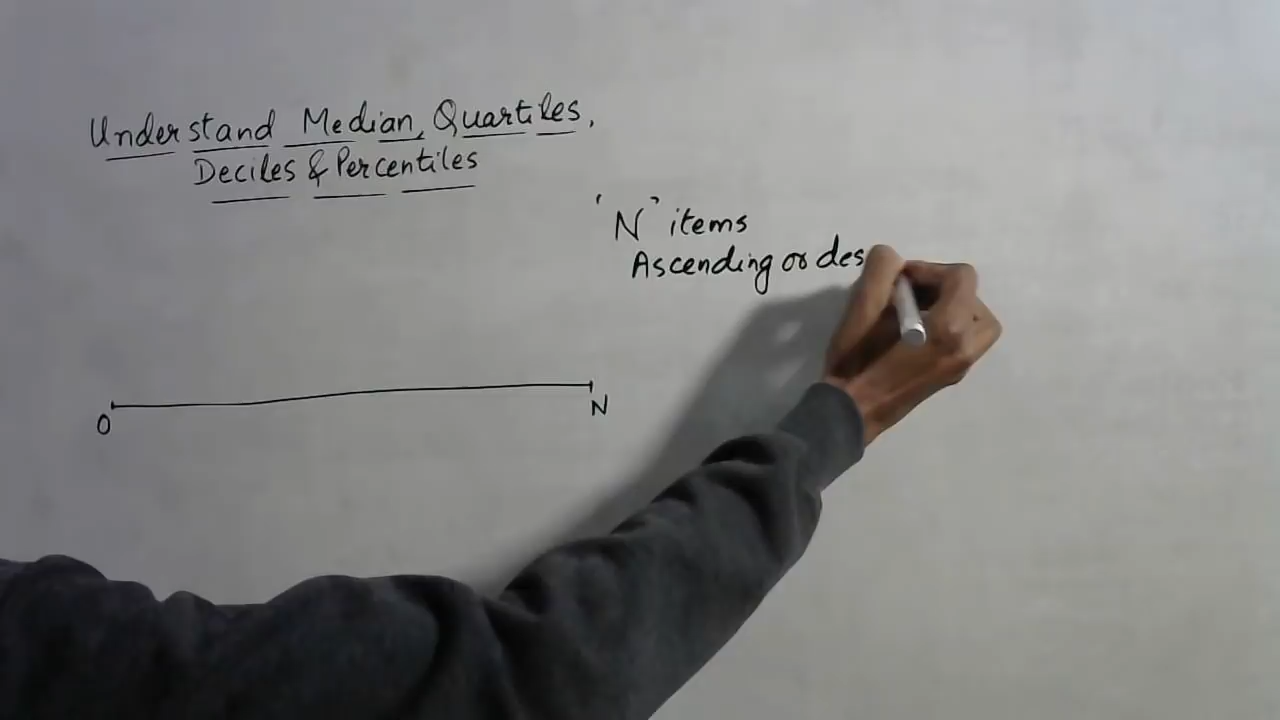 Understand Median, Quartiles,
Deciles & Percentiles
'N' items
Ascending or des
0
N